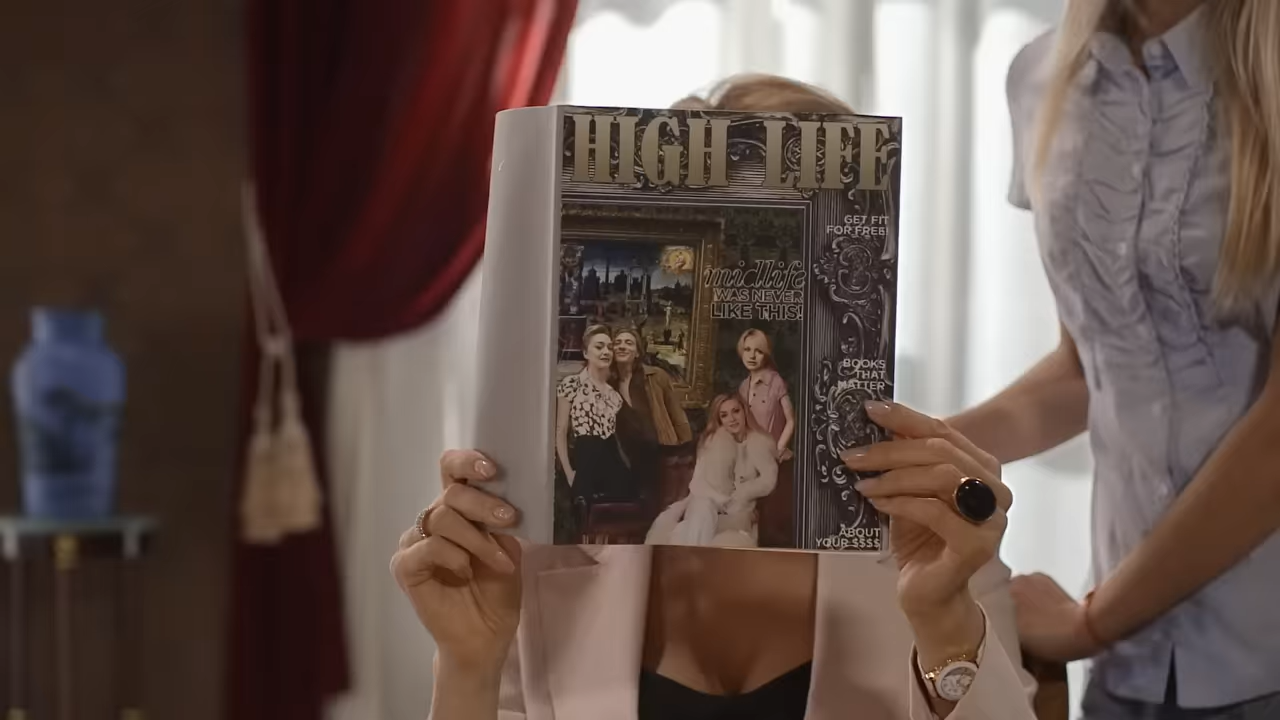 HIGH LIFE
GET FIT
FOR FREE!
midlife
WAS NEVER
LIKE THIS!
BOOKS
THAT
MATTER
ABOUT
YOUR $$$$